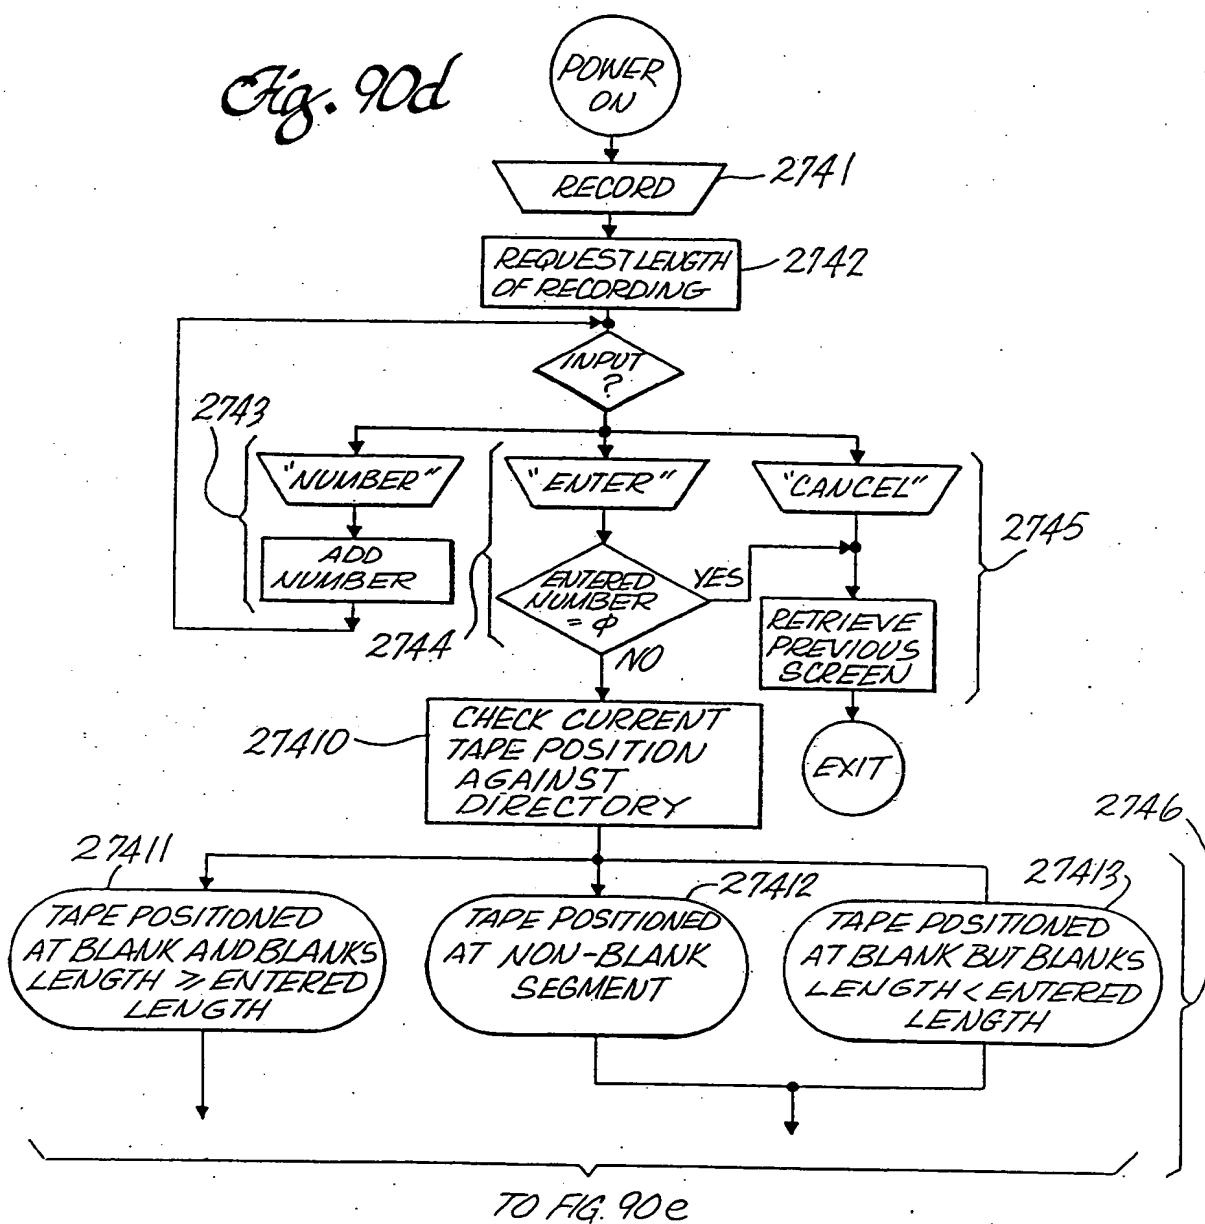 Fig. 90d
POWER
ON
RECORD
2741
REQUEST LENGTH
OF RECORDING
2742
INPUT
?
2743
"NUMBER"
"ENTER"
"CANCEL"
2745
ADD
NUMBER
ENTERED
NUMBER
= φ
YES
2744
NO
RETRIEVE
PREVIOUS
SCREEN
27410
CHECK CURRENT
TAPE POSITION
AGAINST
DIRECTORY
EXIT
2746
27411
TAPE POSITIONED
AT BLANK AND BLANKS
LENGTH ≥ ENTERED
LENGTH
27412
TAPE POSITIONED
AT NON-BLANK
SEGMENT
27413
TAPE POSITIONED
AT BLANK BUT BLANKS
LENGTH < ENTERED
LENGTH
TO FIG. 90e